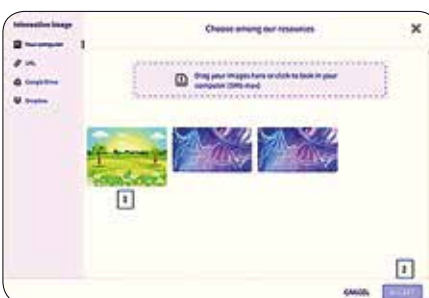 Interactive Image
Choose among our resources
Your computer
URL
Google Drive
Dropbox
Drag your images here or click to look in your
computer (5Mb max)
1
2
CANCEL
ACCEPT